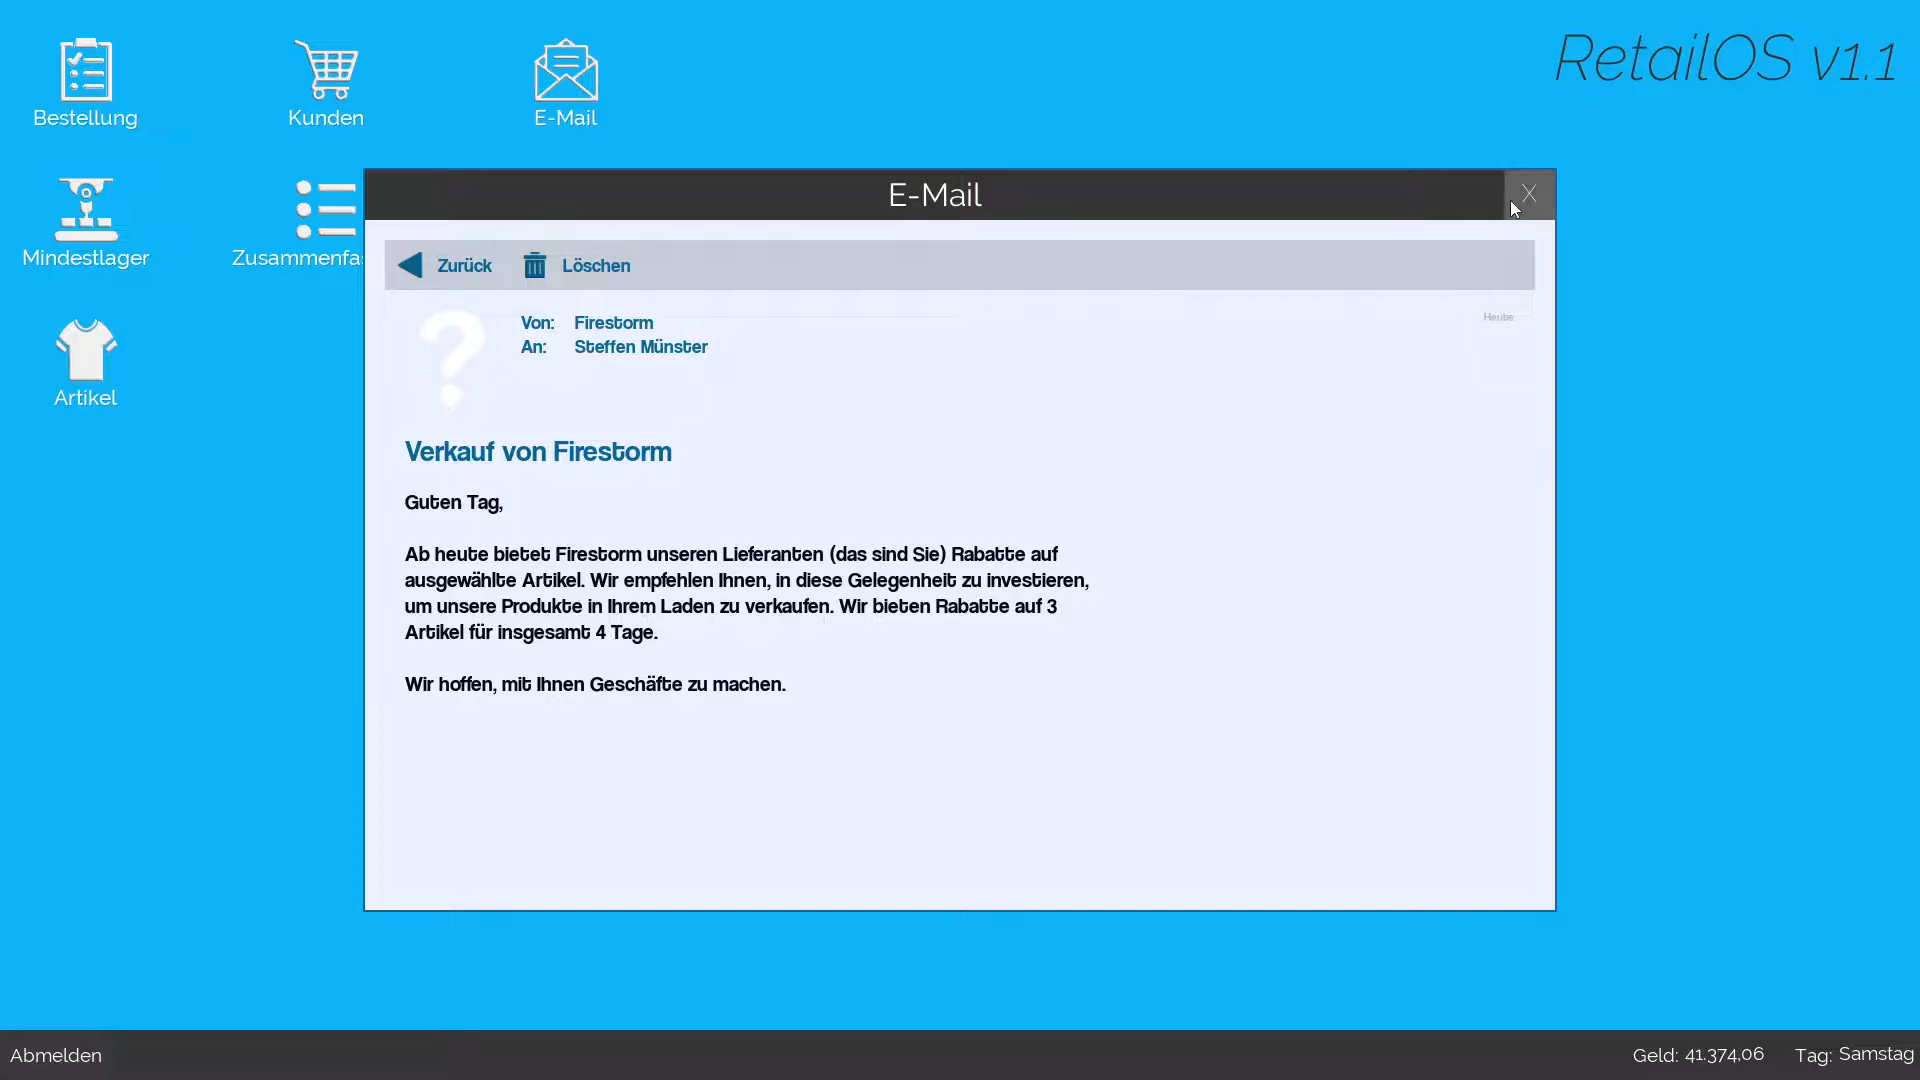 RetailOS v1.1
Bestellung
Kunden
E-Mail
Mindestlager
Zusammenfa
Artikel
E-Mail
X
Zurück
Löschen
Von: Firestorm
Heute
An: Steffen Münster
Verkauf von Firestorm
Guten Tag,
Ab heute bietet Firestorm unseren Lieferanten (das sind Sie) Rabatte auf
ausgewählte Artikel. Wir empfehlen Ihnen, in diese Gelegenheit zu investieren,
um unsere Produkte in Ihrem Laden zu verkaufen. Wir bieten Rabatte auf 3
Artikel für insgesamt 4 Tage.
Wir hoffen, mit Ihnen Geschäfte zu machen.
Abmelden
Geld: 41.374,06
Tag: Samstag